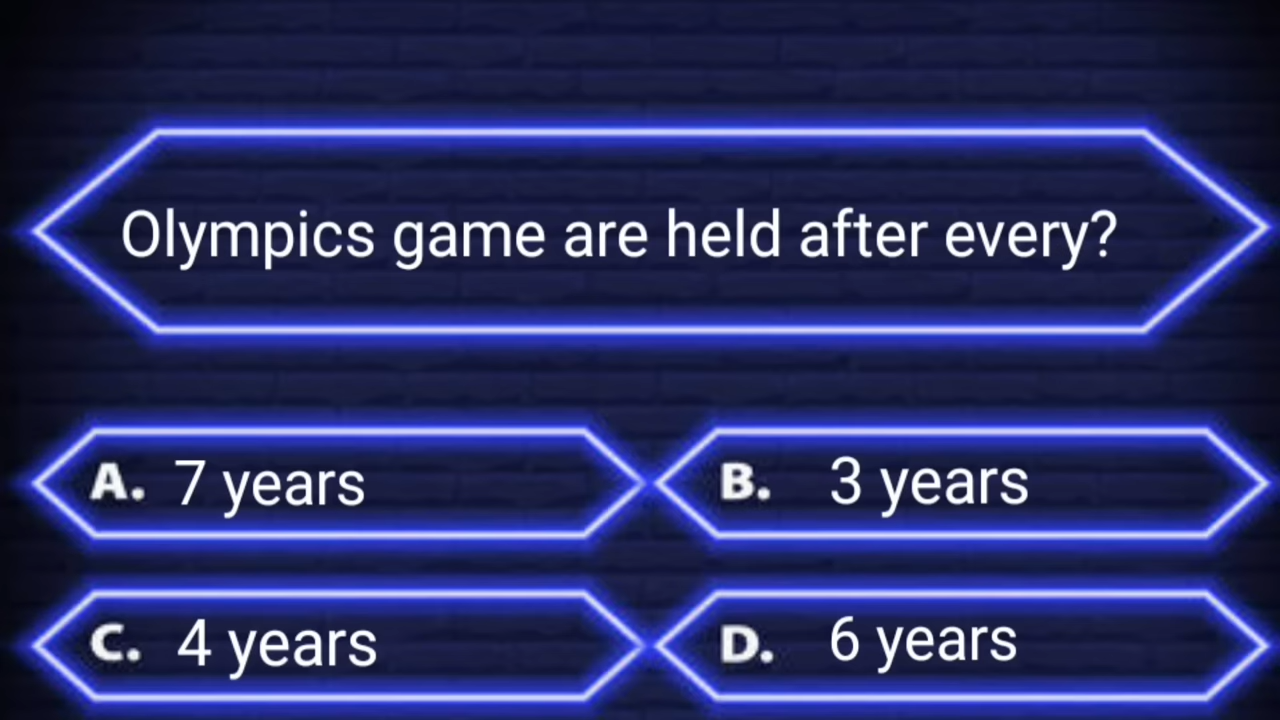 Olympics game are held after every?
A. 7 years
B. 3 years
C. 4 years
D. 6 years